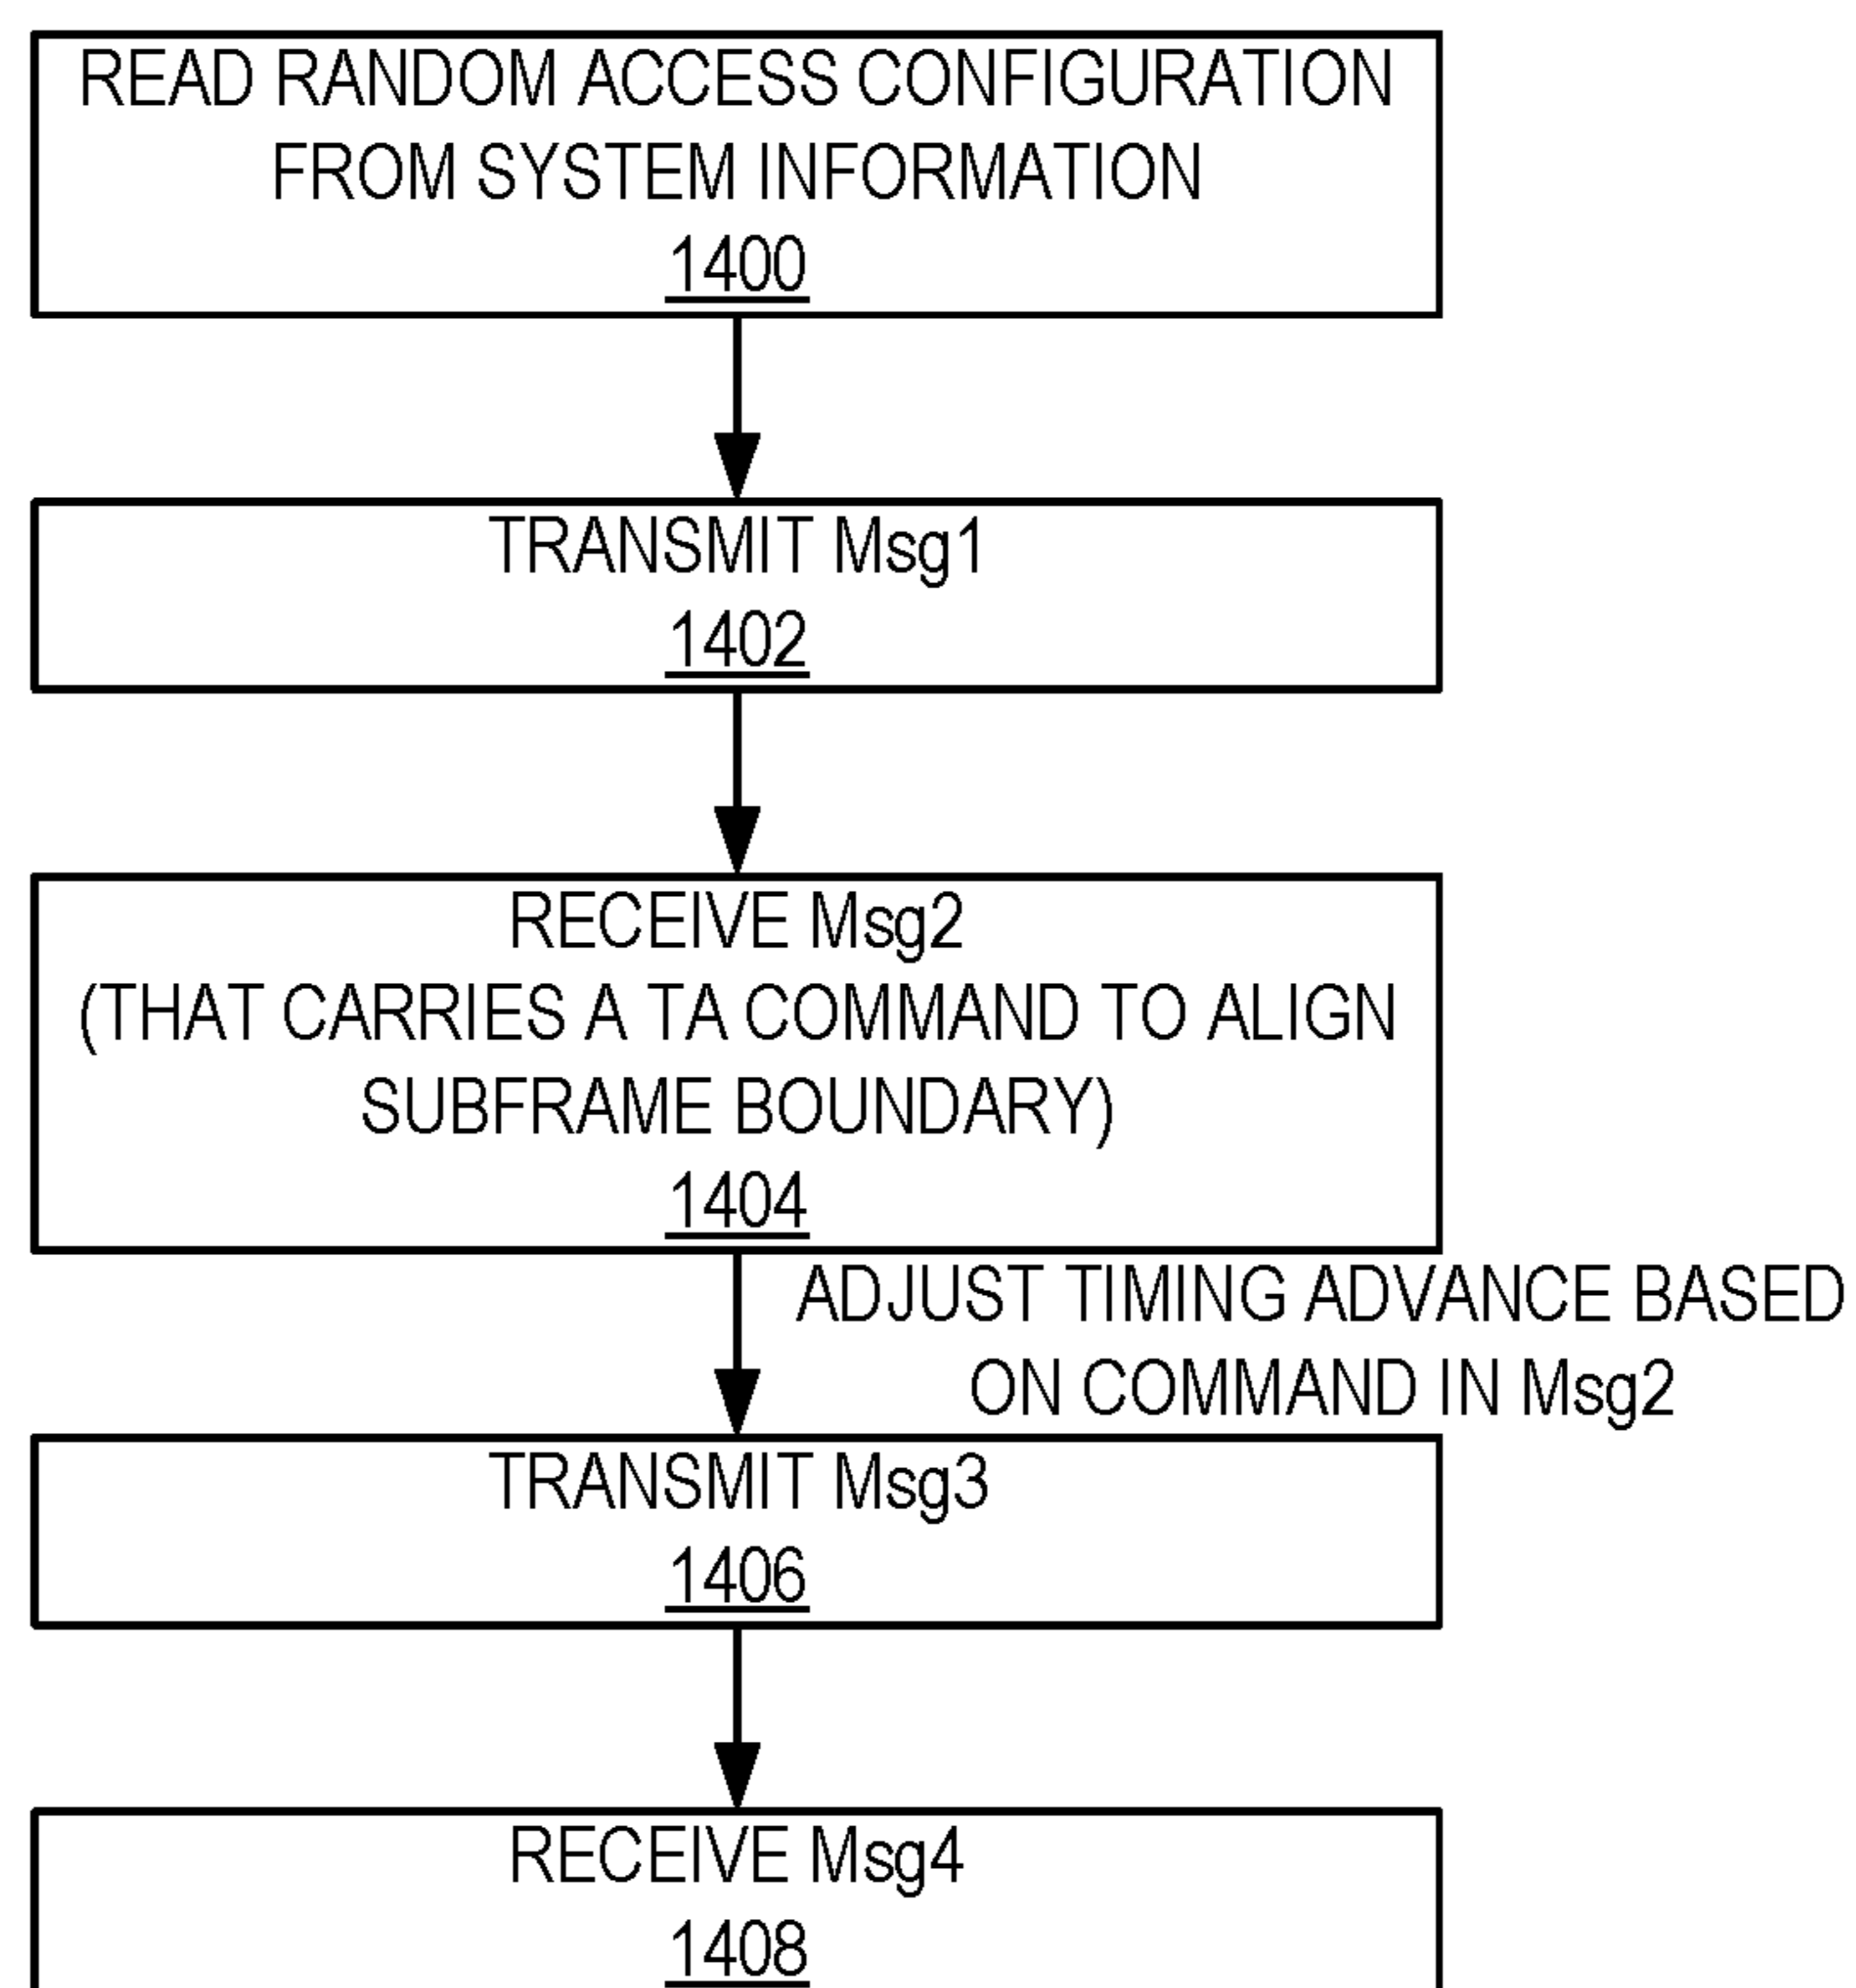 READ RANDOM ACCESS CONFIGURATION
FROM SYSTEM INFORMATION
1400
TRANSMIT Msg1
1402
RECEIVE Msg2
(THAT CARRIES A TA COMMAND TO ALIGN
SUBFRAME BOUNDARY)
1404
ADJUST TIMING ADVANCE BASED
ON COMMAND IN Msg2
TRANSMIT Msg3
1406
RECEIVE Msg4
1408